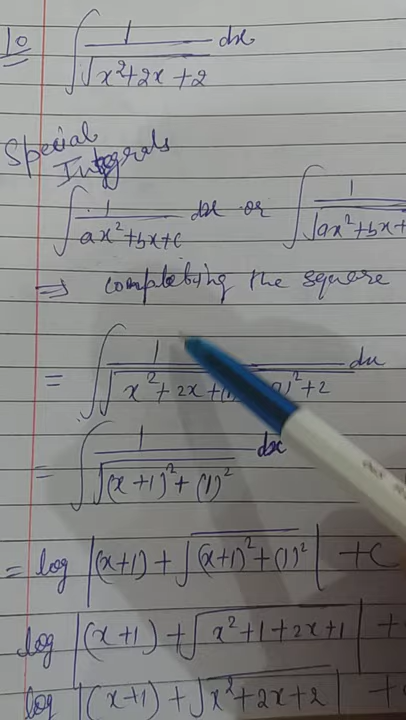 10 ∫ 1/√(x²+2x+2) dx
Special
Integrals
∫ 1/(ax²+bx+c) dx or ∫ 1/√(ax²+bx+
⇒ completing the square
= ∫ 1/√(x²+2x+(1)²+2 dx
= ∫ 1/√((x+1)²+(1)²) dx
= log |(x+1)+√((x+1)²+(1)²)| +C
log |(x+1)+√(x²+1+2x+1)| +
log |(x+1)+√(x²+2x+2)| +